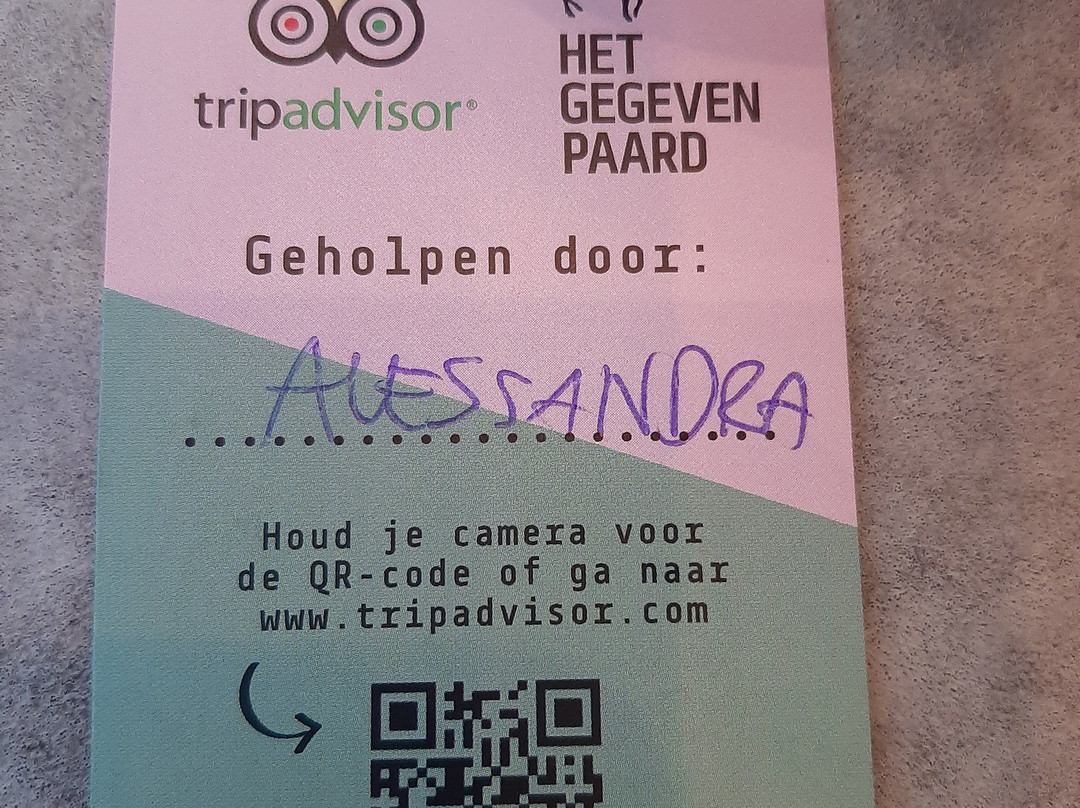 tripadvisor®
HET
GEGEVEN
PAARD
Geholpen door:
ALESSANDRA
Houd je camera voor
de QR-code of ga naar
www.tripadvisor.com